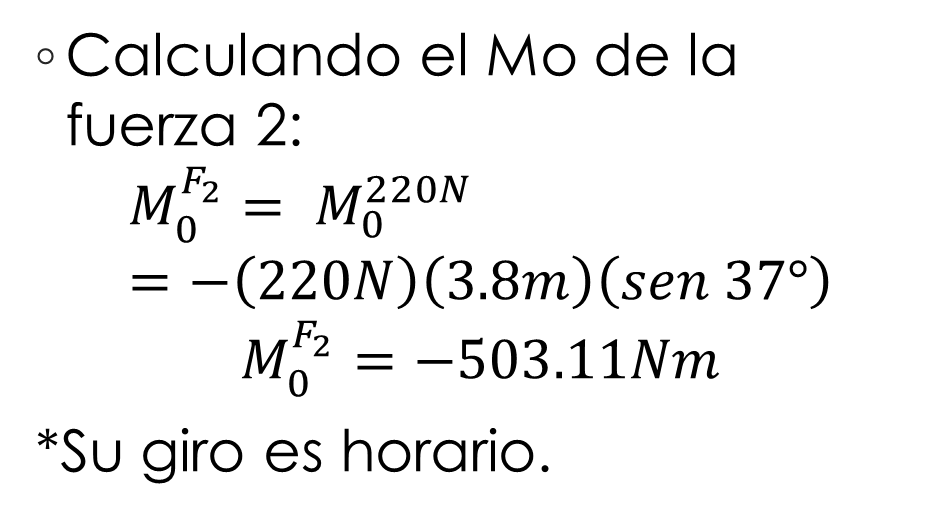 ◦ Calculando el Mo de la
fuerza 2:
$M_0^{F_2} = M_0^{220N}$
$= -(220N)(3.8m)(sen\ 37°)$
$M_0^{F_2} = -503.11Nm$
*Su giro es horario.